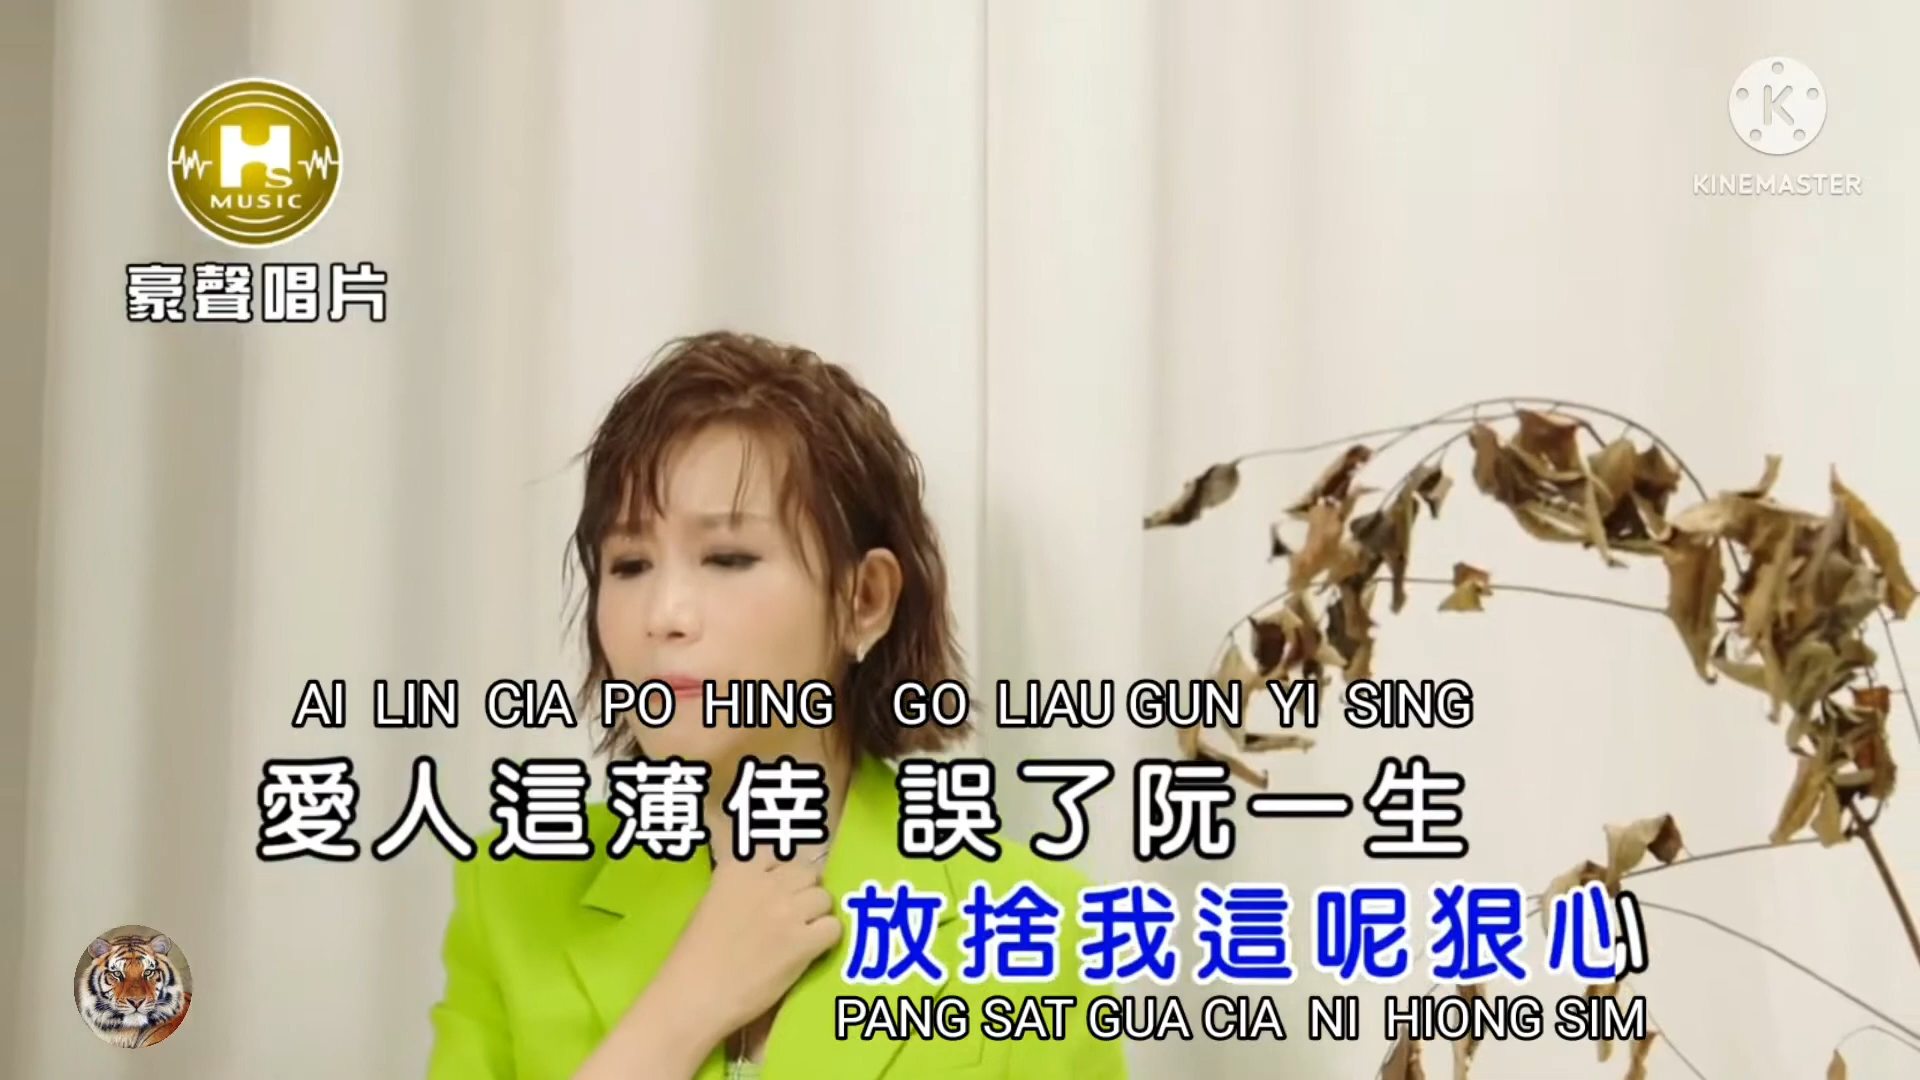 Hs
MUSIC
豪聲唱片
K
KINEMASTER
AI LIN CIA PO HING GO LIAU GUN YI SING
愛人這薄倖 誤了阮一生
放捨我這呢狠心
PANG SAT GUA CIA NI HIONG SIM